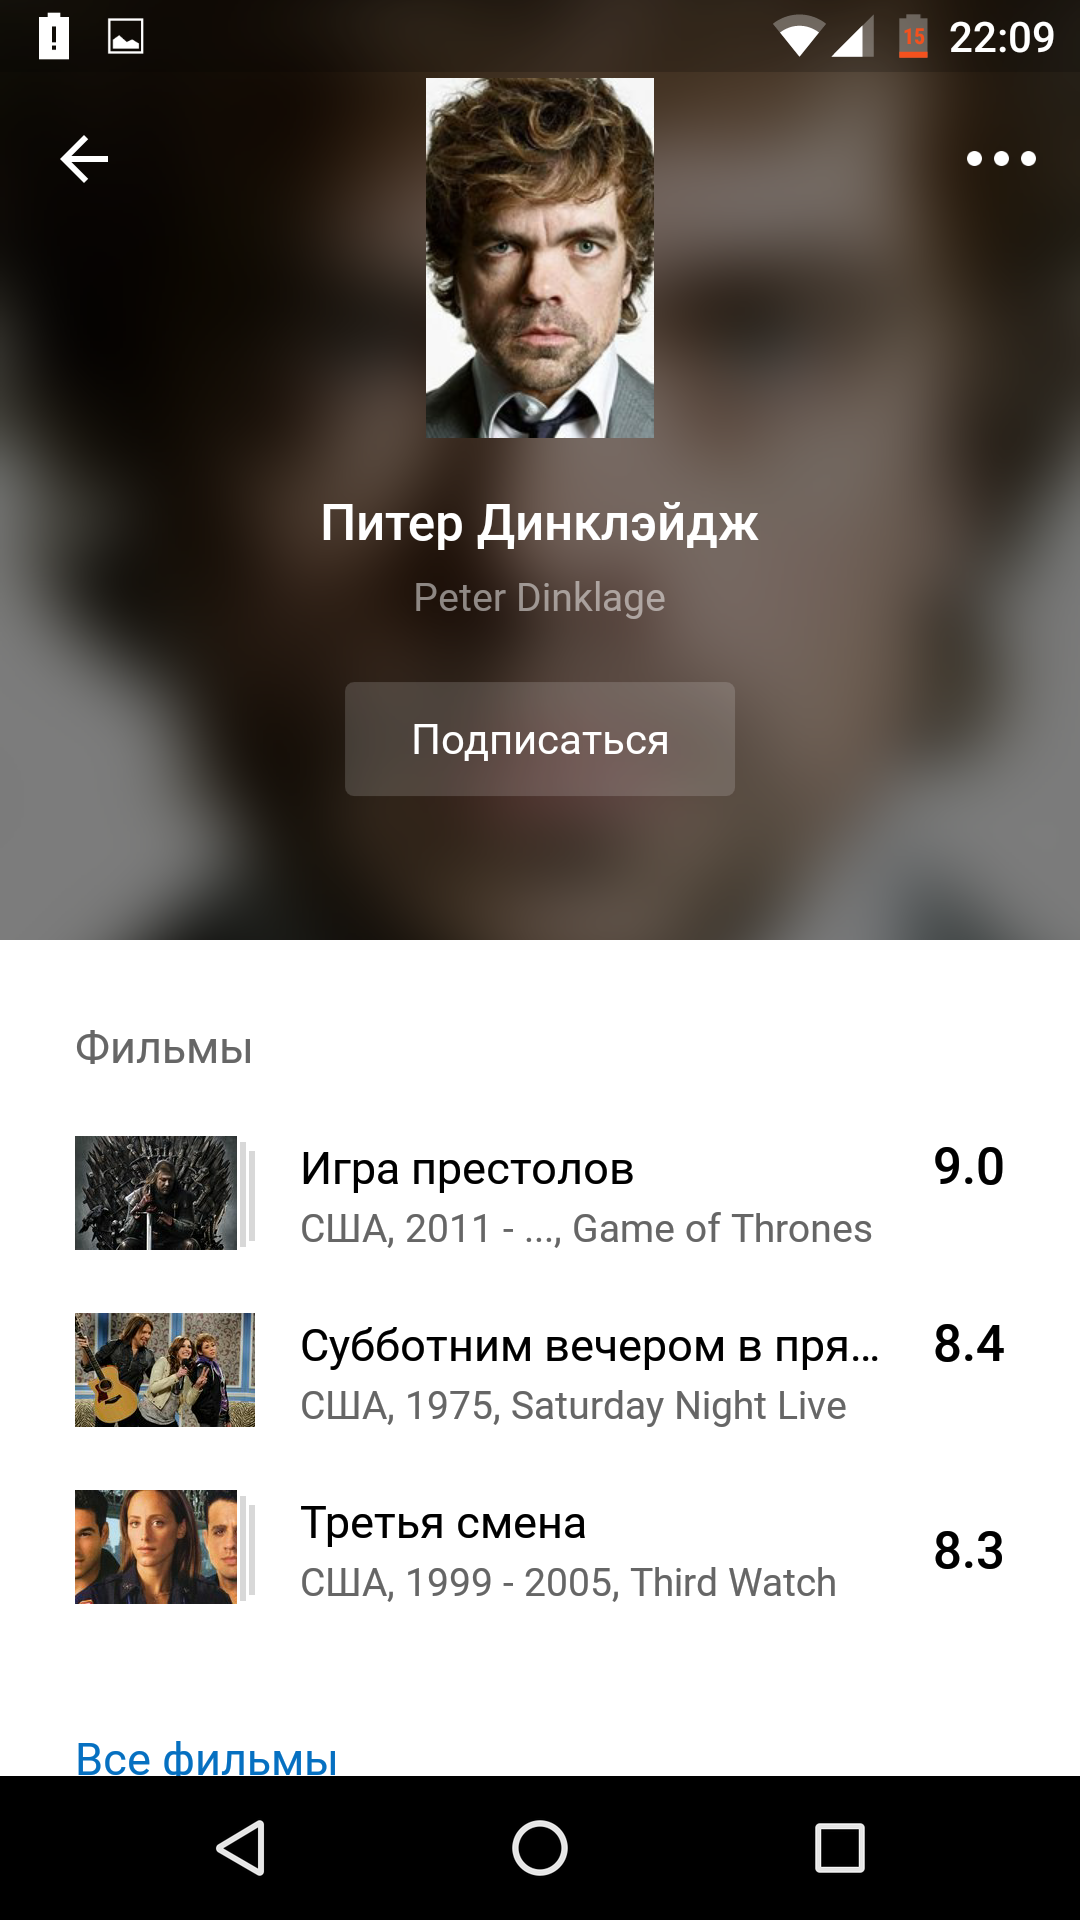 15 22:09
Питер Динклэйдж
Peter Dinklage
Подписаться
Фильмы
Игра престолов 9.0
США, 2011 - ..., Game of Thrones
Субботним вечером в пря... 8.4
США, 1975, Saturday Night Live
Третья смена
8.3
США, 1999 - 2005, Third Watch
Все фильмы